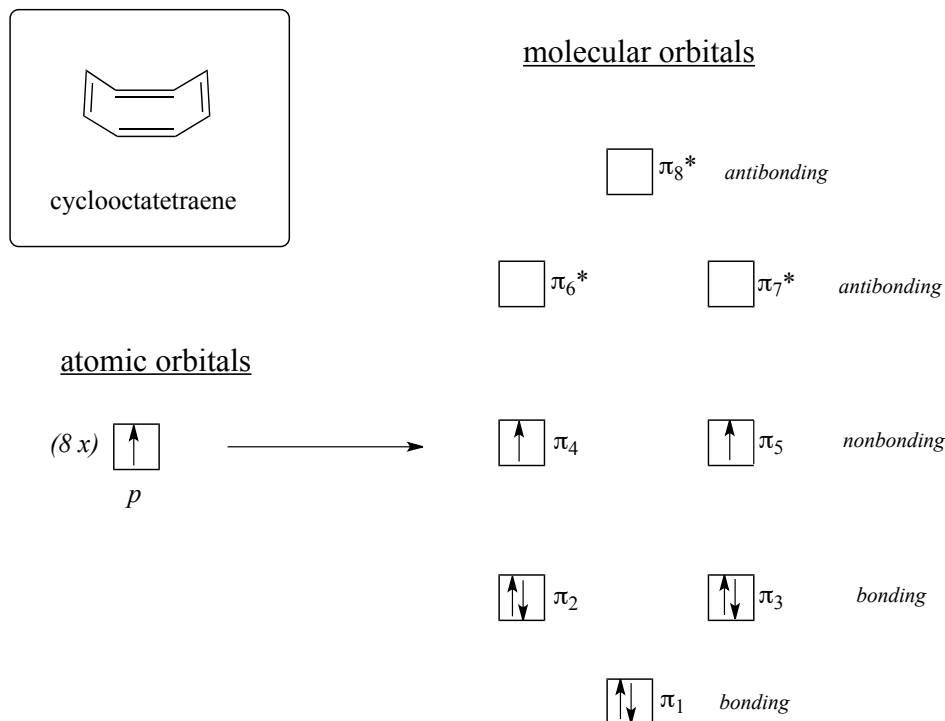 molecular orbitals
cyclooctatetraene
π8* antibonding
π6* π7* antibonding
atomic orbitals
(8 x) π4 π5 nonbonding
p
π2 π3 bonding
π1 bonding